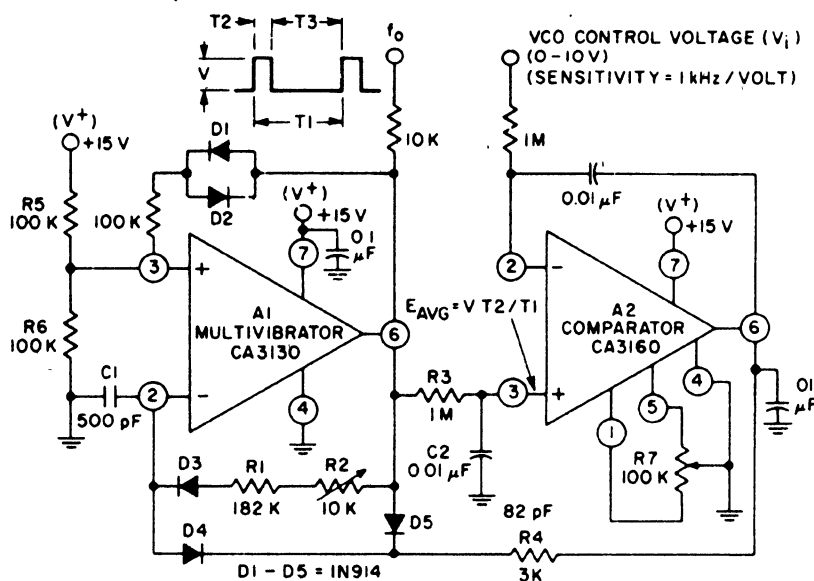 T2
T3
V
T1
f₀
VCO CONTROL VOLTAGE (Vᵢ)
(0-10V)
(SENSITIVITY = 1kHz/VOLT)
(V⁺)
+15 V
D1
D2
10 K
1M
0.01 µF
R5
100 K
100 K
(V⁺)
+15 V
0.1
µF
(V⁺)
+15 V
3
+
7
2
-
7
A1
MULTIVIBRATOR
CA3130
6
E_AVG = V T2/T1
A2
COMPARATOR
CA3160
6
R6
100K
C1
500 pF
2
-
4
R3
1M
3
+
4
5
1
01
µF
C2
0.01 µF
R7
100 K
D3
R1
182 K
R2
10 K
D4
D5
82 pF
R4
3K
D1 - D5 = 1N914